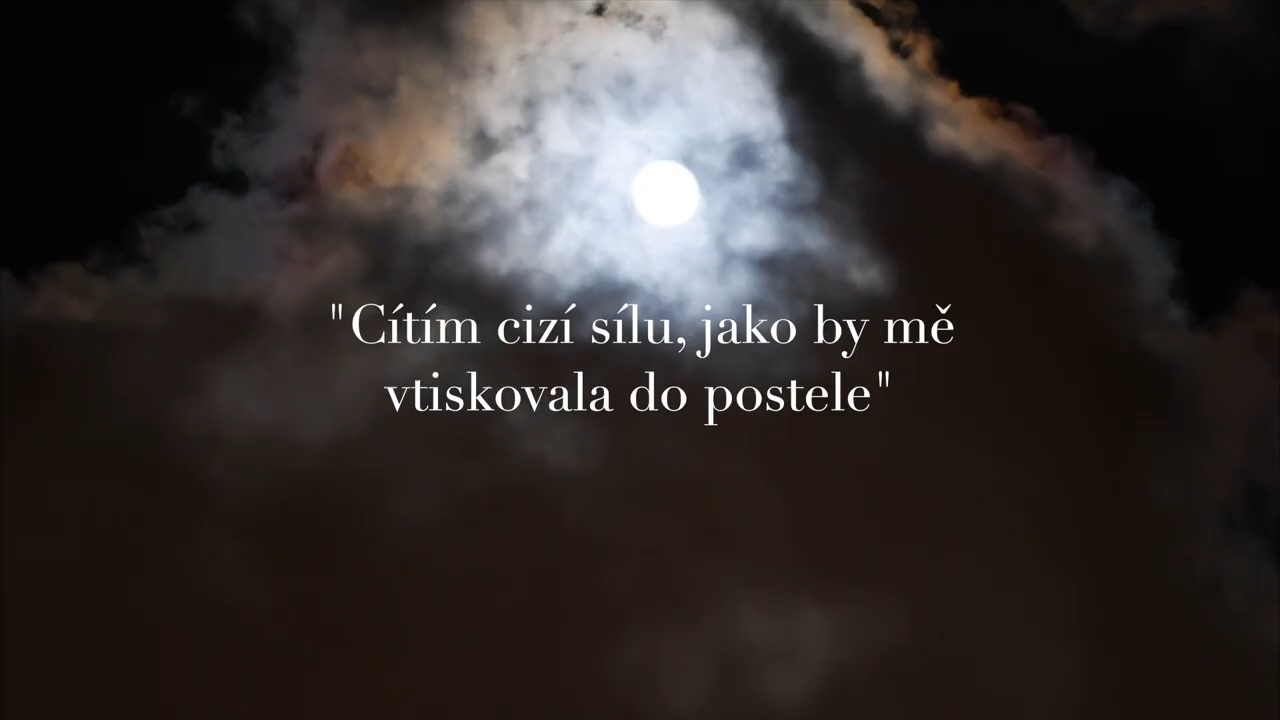 "Cítím cizí sílu, jako by mě
vtiskovala do postele"